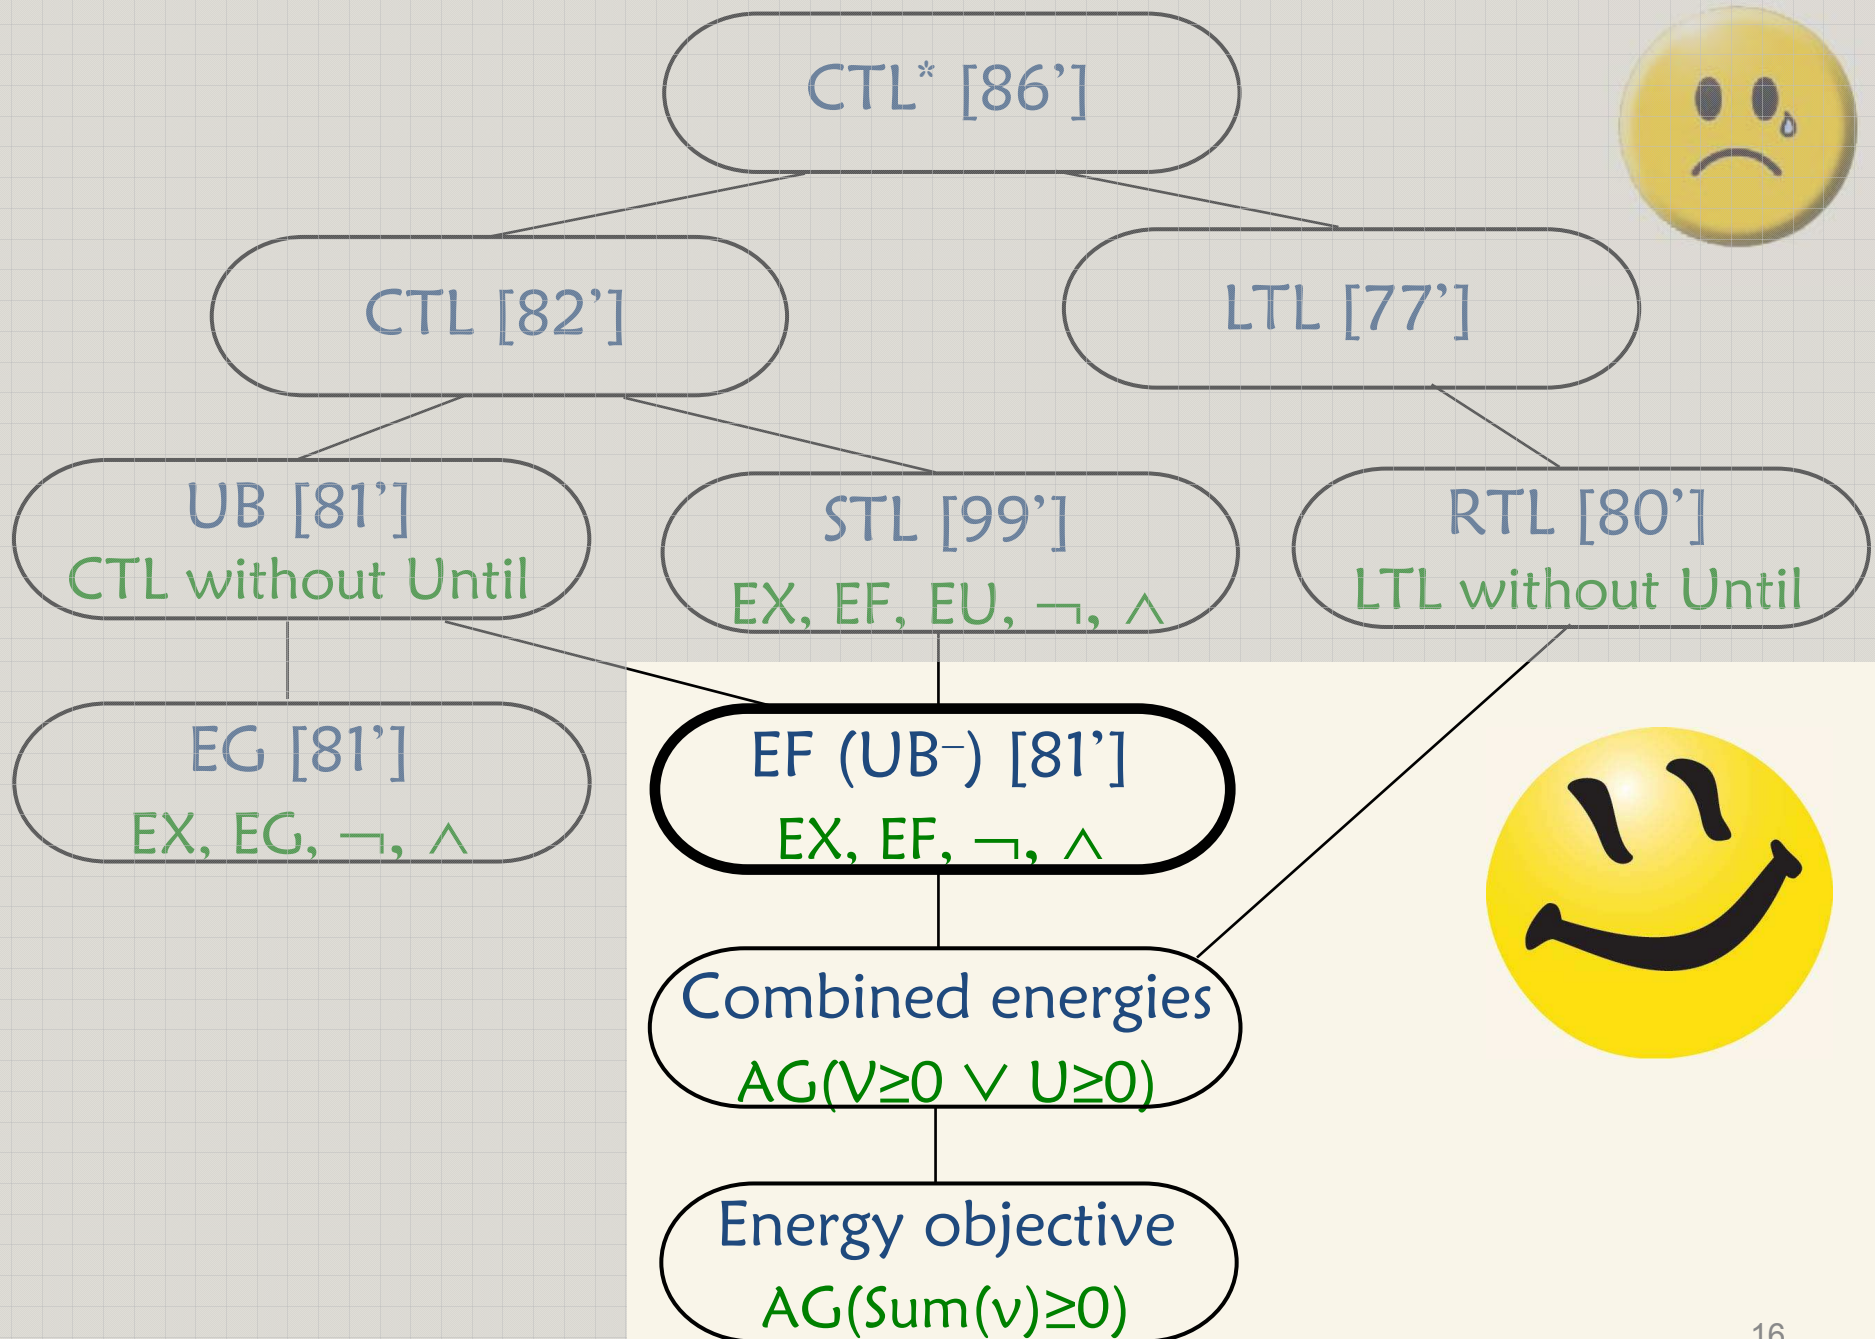 CTL* [86’]
CTL [82’]
LTL [77’]
UB [81’]
CTL without Until
STL [99’]
EX, EF, EU, ¬, ∧
RTL [80’]
LTL without Until
EG [81’]
EX, EG, ¬, ∧
EF (UB⁻) [81’]
EX, EF, ¬, ∧
Combined energies
AG(V≥0 ∨ U≥0)
Energy objective
AG(Sum(v)≥0)
16